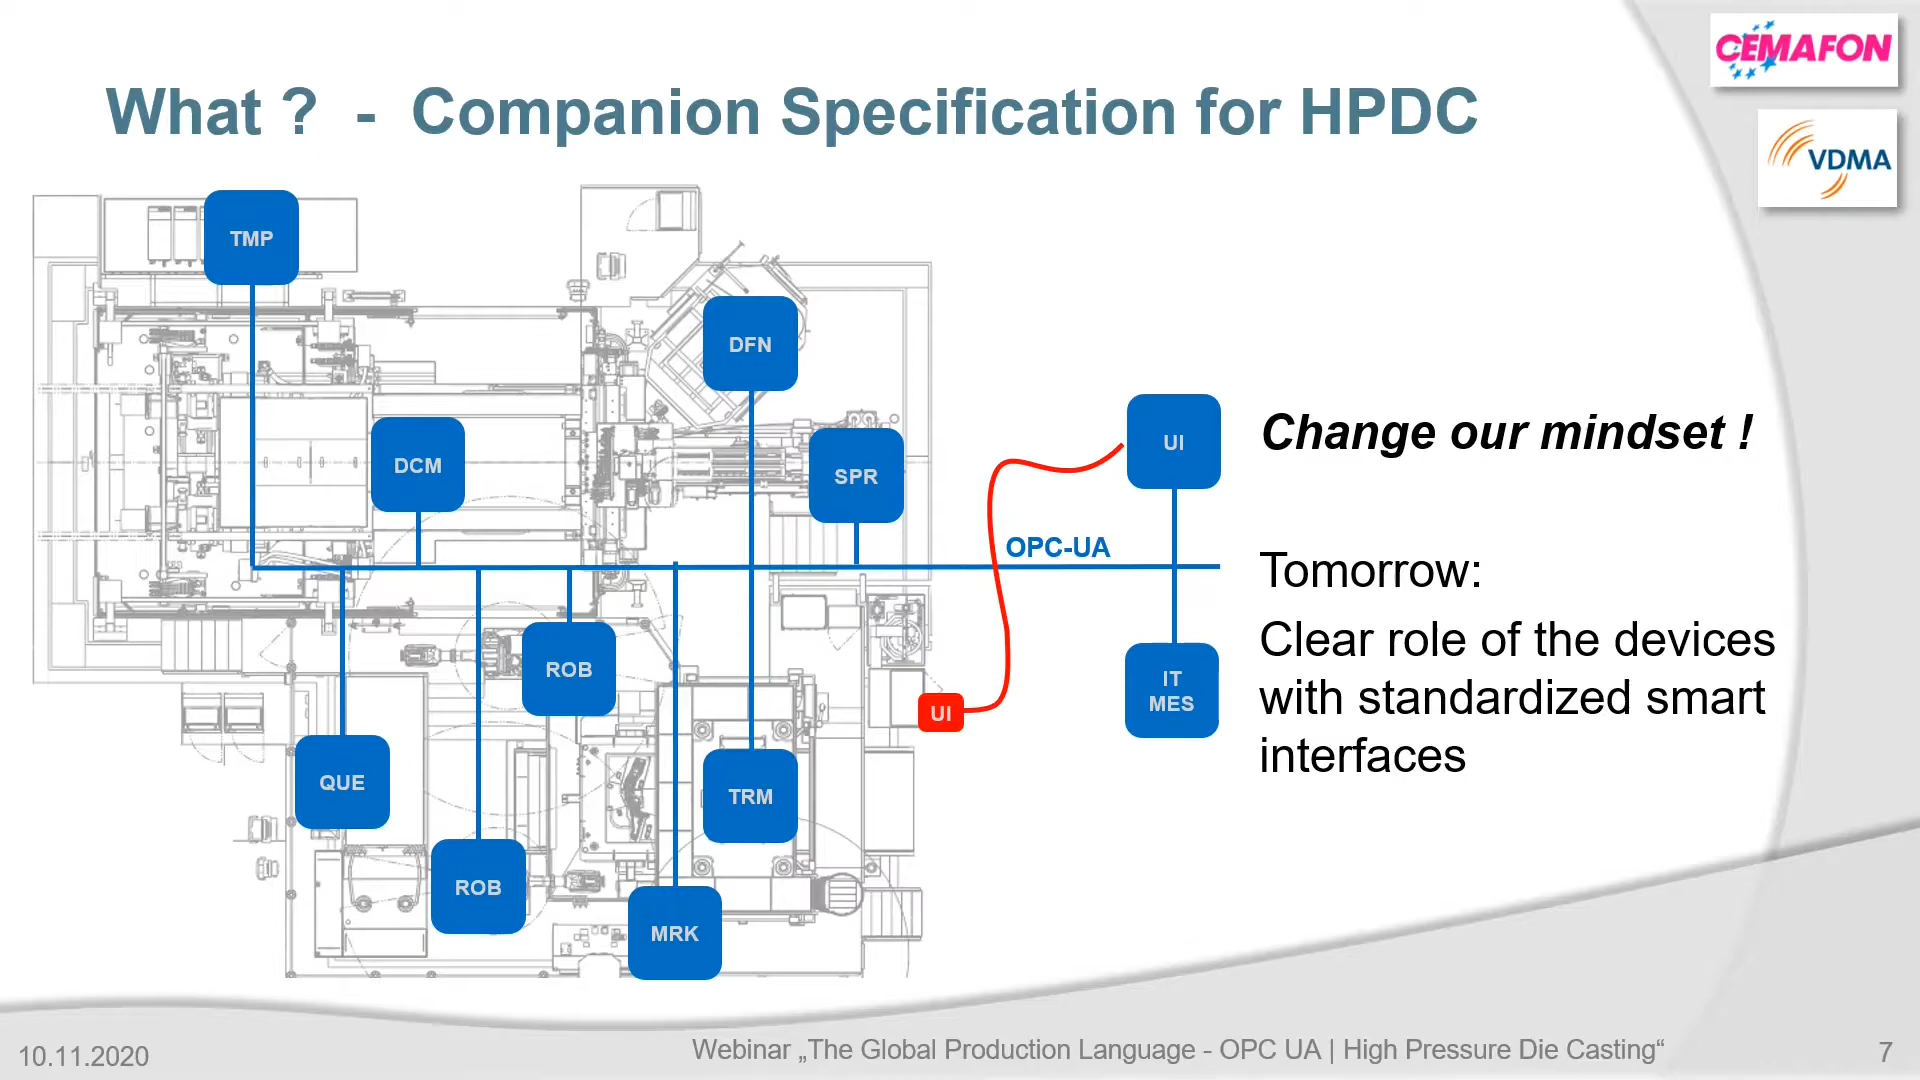 CEMAFON
VDMA
What ? - Companion Specification for HPDC
TMP
DFN
DCM
SPR
UI
Change our mindset !
OPC-UA
Tomorrow:
Clear role of the devices
with standardized smart
interfaces
ROB
IT
MES
UI
QUE
TRM
ROB
MRK
10.11.2020
Webinar „The Global Production Language - OPC UA | High Pressure Die Casting“
7